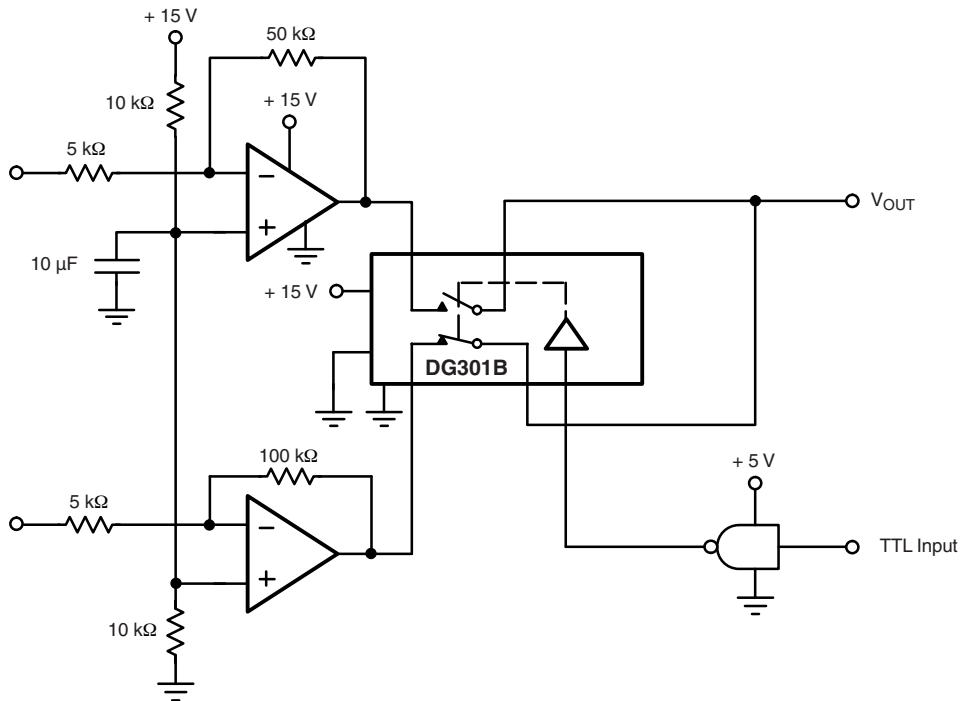 + 15 V
50 kΩ
10 kΩ
+ 15 V
5 kΩ
−
+
V_OUT
10 µF
+ 15 V
DG301B
100 kΩ
+ 5 V
5 kΩ
−
TTL Input
+
10 kΩ